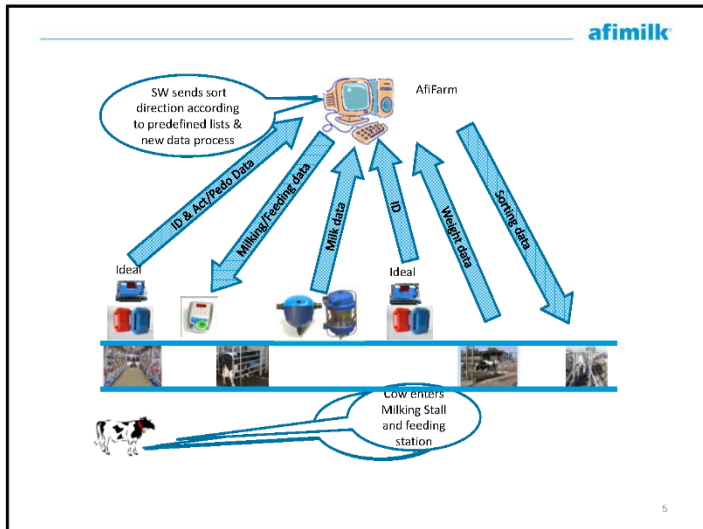 afimilk
SW sends sort
direction according
to predefined lists &
new data process
AfiFarm
ID & Act/Pedo Data
Milking/Feeding data
Milk data
ID
Weight data
Sorting data
Ideal
Ideal
Cow enters
Milking Stall
and feeding
station
5